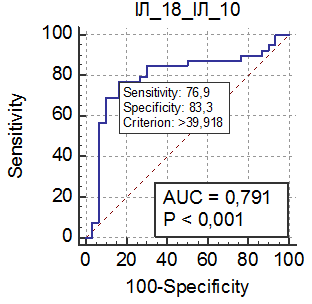 ІЛ_18_ІЛ_10
Sensitivity
100
80
60
40
20
0
Sensitivity: 76,9
Specificity: 83,3
Criterion: >39,918
AUC = 0,791
P < 0,001
0 20 40 60 80 100
100-Specificity